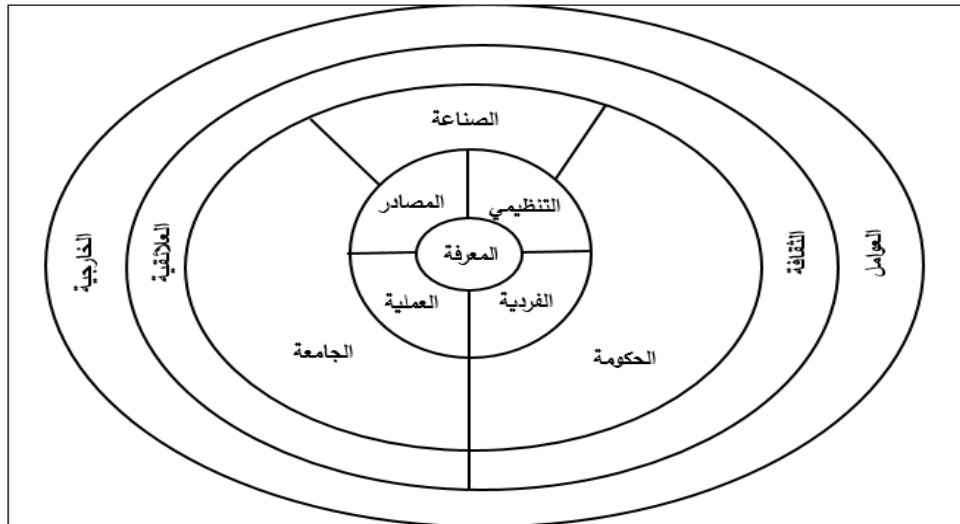 الصناعة
التنظيمي
المصادر
المعرفة
الفردية
العملية
الحكومة
الجامعة
العوامل
الثقافة
العلائقية
الخارجية